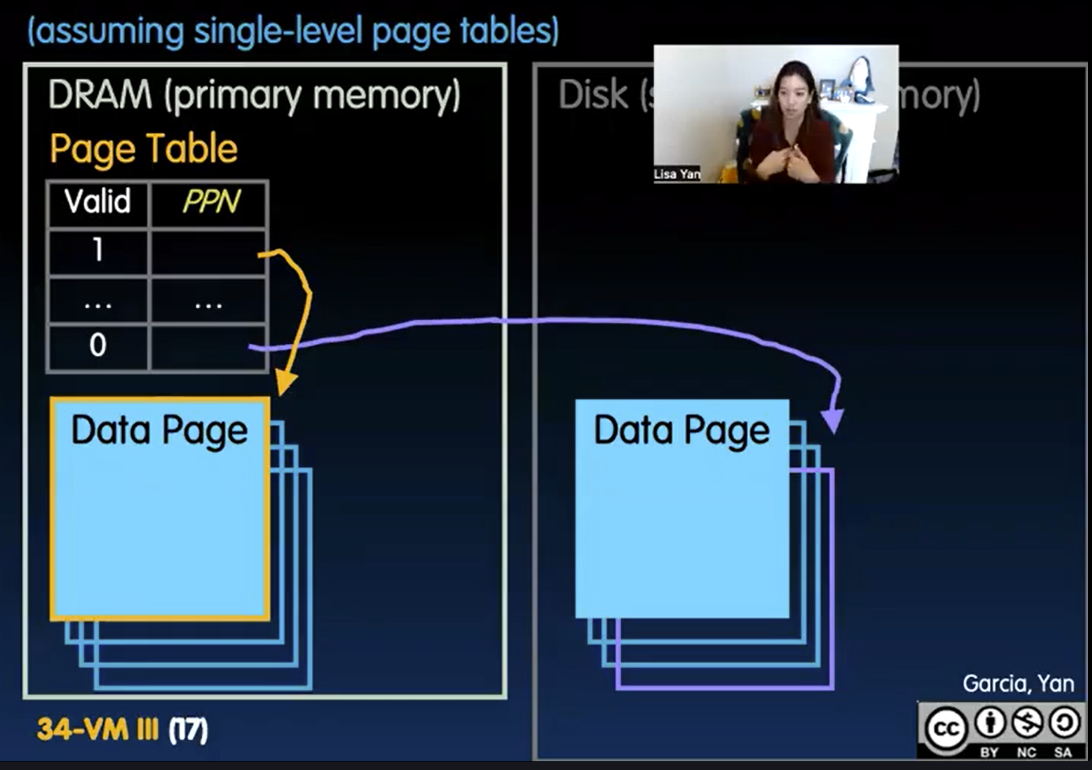 (assuming single-level page tables)
DRAM (primary memory)
Disk (s mory)
Page Table
Lisa Yan
Valid PPN
1
... ...
0
Data Page
Data Page
Garcia, Yan
34-VM III (17)
cc
BY NC SA